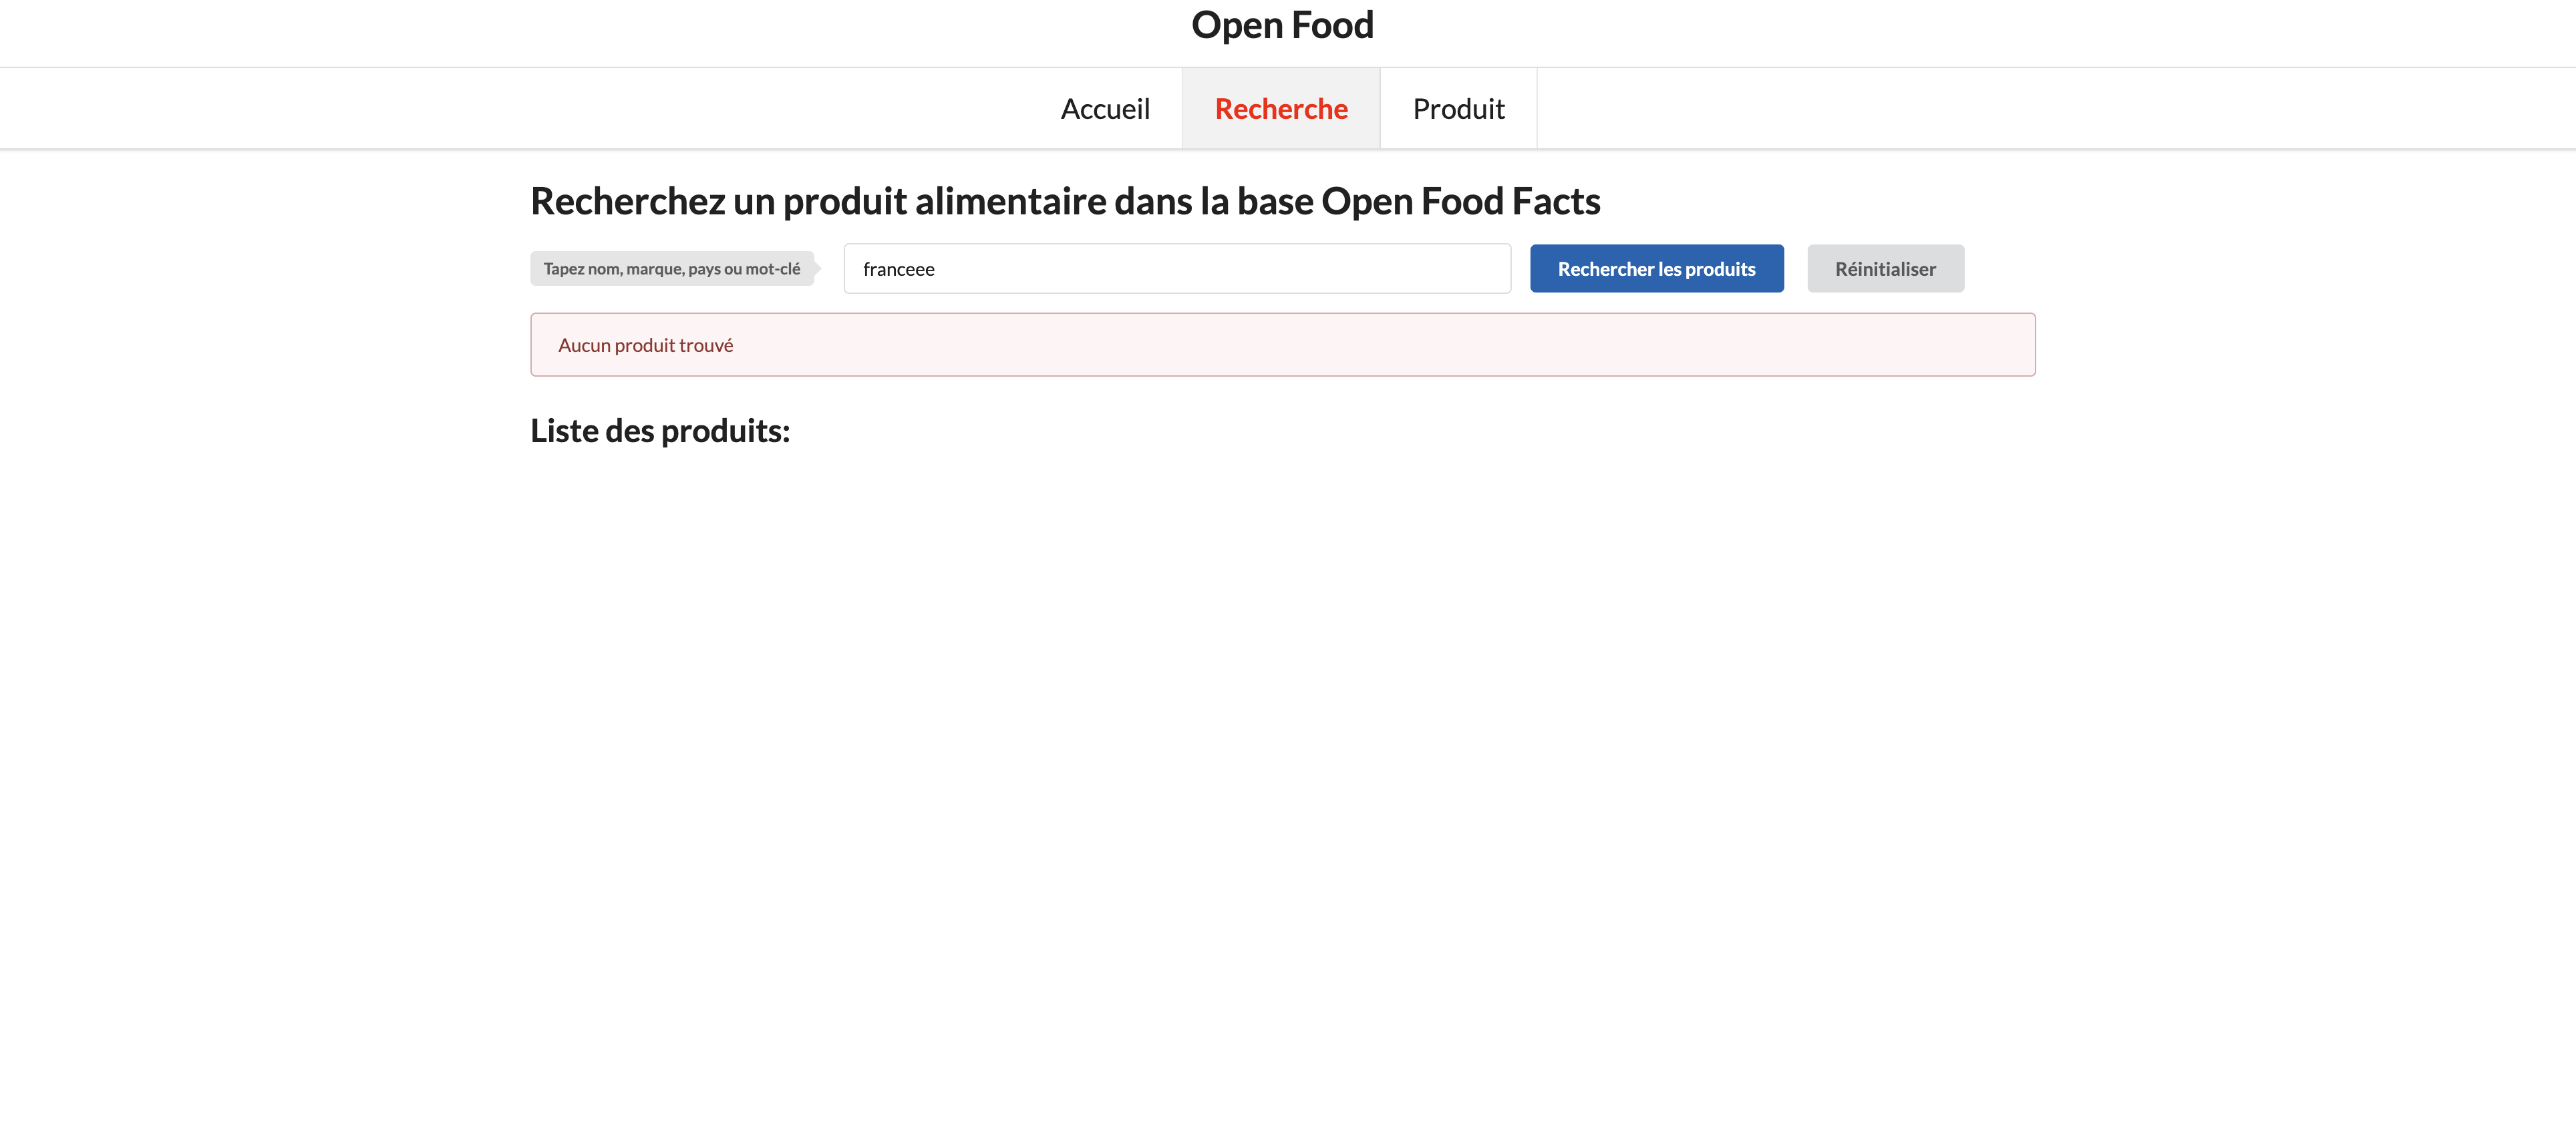 Open Food
Accueil Recherche Produit
Recherchez un produit alimentaire dans la base Open Food Facts
Tapez nom, marque, pays ou mot-clé franceee Rechercher les produits Réinitialiser
Aucun produit trouvé
Liste des produits: